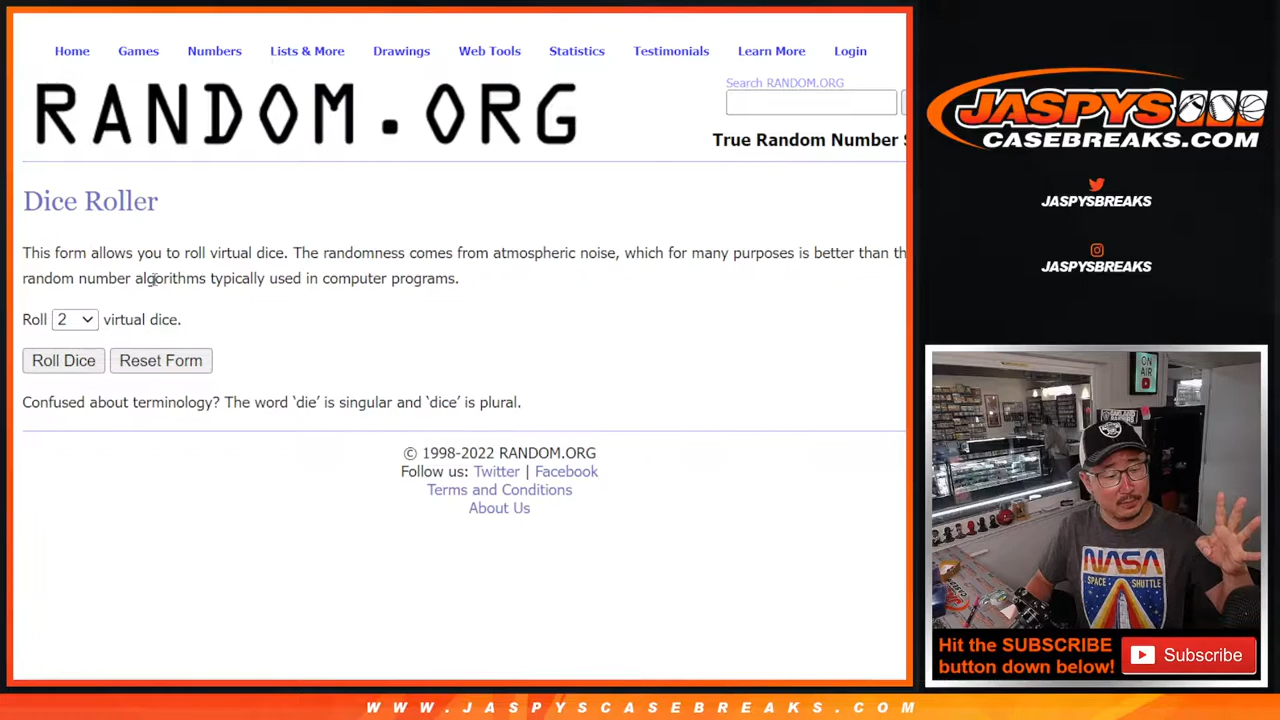 Home Games Numbers Lists & More Drawings Web Tools Statistics Testimonials Learn More Login
RANDOM.ORG
Search RANDOM.ORG
True Random Number S
Dice Roller
This form allows you to roll virtual dice. The randomness comes from atmospheric noise, which for many purposes is better than th
random number algorithms typically used in computer programs.
Roll 2 virtual dice.
Roll Dice Reset Form
Confused about terminology? The word ‘die’ is singular and ‘dice’ is plural.
© 1998-2022 RANDOM.ORG
Follow us: Twitter | Facebook
Terms and Conditions
About Us
JASPYS
CASEBREAKS.COM
JASPYSBREAKS
JASPYSBREAKS
ON
AIR
NASA
SPACE SHUTTLE
Hit the SUBSCRIBE
button down below!
Subscribe
WWW.JASPYSCASEBREAKS.COM